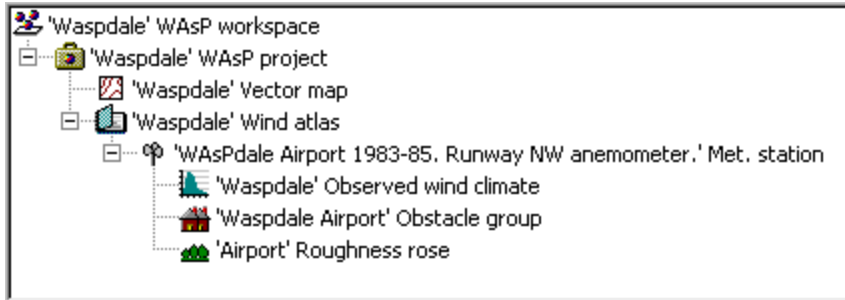 'Waspdale' WAsP workspace
'Waspdale' WAsP project
'Waspdale' Vector map
'Waspdale' Wind atlas
'WAsPdale Airport 1983-85. Runway NW anemometer.' Met. station
'Waspdale' Observed wind climate
'Waspdale Airport' Obstacle group
'Airport' Roughness rose